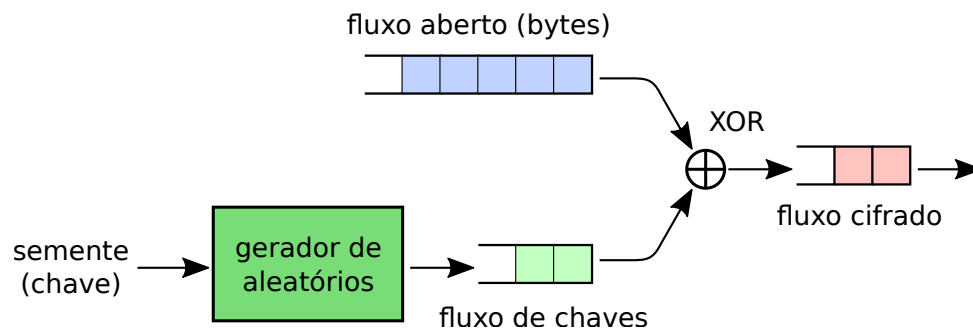 fluxo aberto (bytes)
XOR
fluxo cifrado
semente
(chave)
gerador de
aleatórios
fluxo de chaves